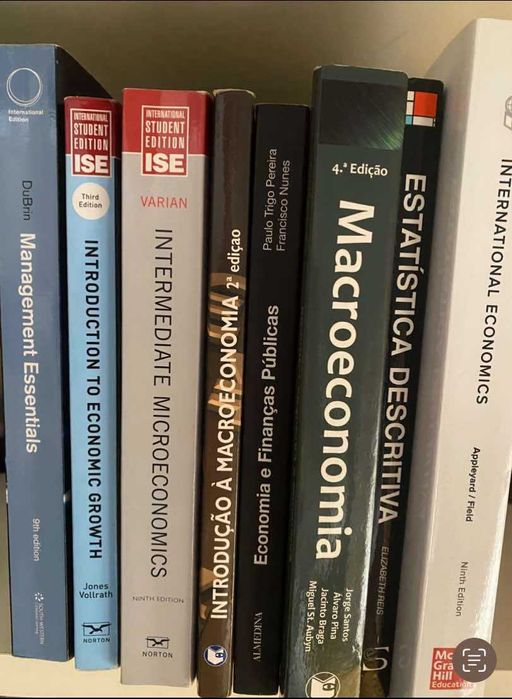 International
Edition
DuBrin
Management Essentials
9th edition
SOUTH-WESTERN
INTERNATIONAL
STUDENT
EDITION
ISE
Third
Edition
INTRODUCTION TO ECONOMIC GROWTH
Jones
Vollrath
NORTON
INTERNATIONAL
STUDENT
EDITION
ISE
VARIAN
INTERMEDIATE MICROECONOMICS
NINTH EDITION
NORTON
INTRODUÇÃO À MACROECONOMIA 2ª edição
Paulo Trigo Pereira
Francisco Nunes
Economia e Finanças Públicas
ALMEDINA
4.ª Edição
Macroeconomia
Jorge Santos
Álvaro Pina
Jacinto Braga
Miguel St. Aubyn
ESTATÍSTICA DESCRITIVA
ELIZABETH REIS
INTERNATIONAL ECONOMICS
Appleyard / Field
Ninth Edition
Mc
Gra
Hill
Education